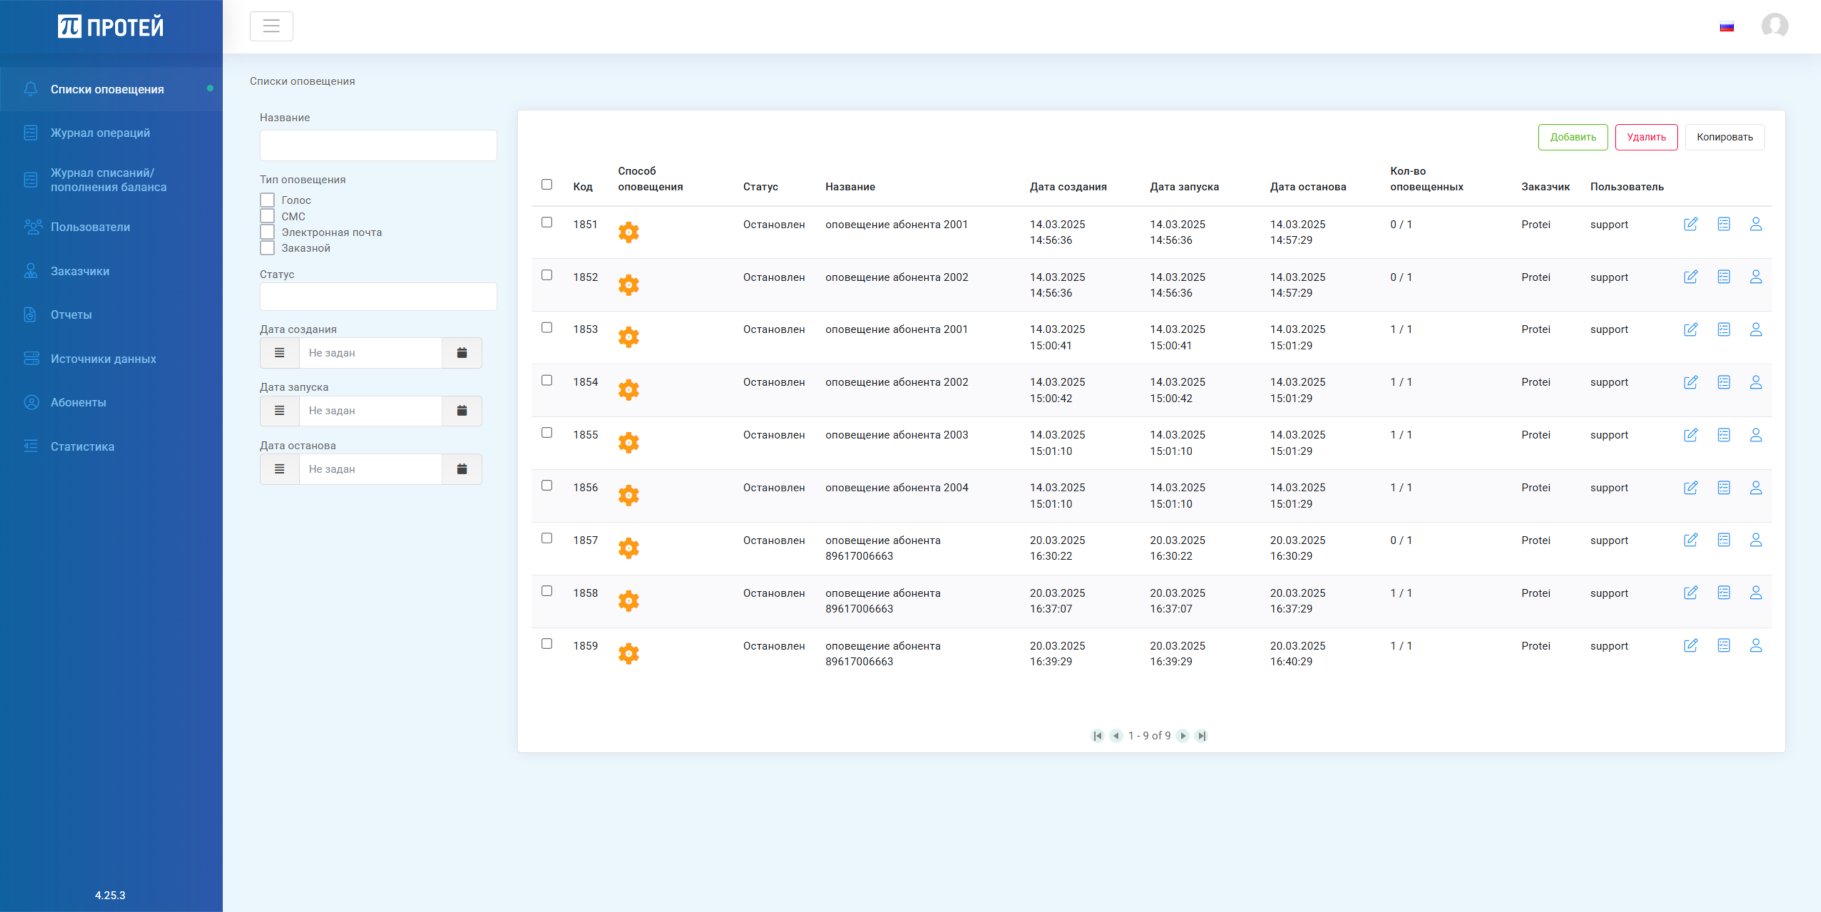 ПРОТЕЙ
Списки оповещения
Журнал операций
Журнал списаний/
пополнения баланса
Пользователи
Заказчики
Отчеты
Источники данных
Абоненты
Статистика
4.25.3
Списки оповещения
Название
Тип оповещения
Голос
СМС
Электронная почта
Заказной
Статус
Дата создания
Не задан
Дата запуска
Не задан
Дата останова
Не задан
Добавить Удалить Копировать
Код Способ оповещения Статус Название Дата создания Дата запуска Дата останова Кол-во оповещенных Заказчик Пользователь
1851 Остановлен оповещение абонента 2001 14.03.2025 14:56:36 14.03.2025 14:56:36 14.03.2025 14:57:29 0 / 1 Protei support
1852 Остановлен оповещение абонента 2002 14.03.2025 14:56:36 14.03.2025 14:56:36 14.03.2025 14:57:29 0 / 1 Protei support
1853 Остановлен оповещение абонента 2001 14.03.2025 15:00:41 14.03.2025 15:00:41 14.03.2025 15:01:29 1 / 1 Protei support
1854 Остановлен оповещение абонента 2002 14.03.2025 15:00:42 14.03.2025 15:00:42 14.03.2025 15:01:29 1 / 1 Protei support
1855 Остановлен оповещение абонента 2003 14.03.2025 15:01:10 14.03.2025 15:01:10 14.03.2025 15:01:29 1 / 1 Protei support
1856 Остановлен оповещение абонента 2004 14.03.2025 15:01:10 14.03.2025 15:01:10 14.03.2025 15:01:29 1 / 1 Protei support
1857 Остановлен оповещение абонента 89617006663 20.03.2025 16:30:22 20.03.2025 16:30:22 20.03.2025 16:30:29 0 / 1 Protei support
1858 Остановлен оповещение абонента 89617006663 20.03.2025 16:37:07 20.03.2025 16:37:07 20.03.2025 16:37:29 1 / 1 Protei support
1859 Остановлен оповещение абонента 89617006663 20.03.2025 16:39:29 20.03.2025 16:39:29 20.03.2025 16:40:29 1 / 1 Protei support
1 - 9 of 9